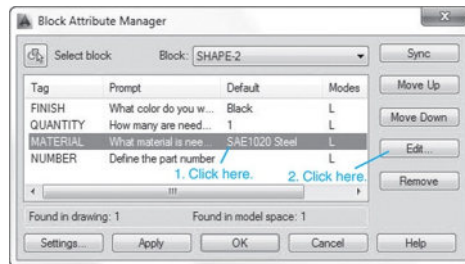 Block Attribute Manager
Select block Block: SHAPE-2 Sync
Tag Prompt Default Modes Move Up
FINISH What color do you w... Black L
QUANTITY How many are need... 1 L Move Down
MATERIAL What material is nee... SAE1020 Steel L Edit...
NUMBER Define the part number L
1. Click here. 2. Click here.
Remove
Found in drawing: 1 Found in model space: 1
Settings... Apply OK Cancel Help